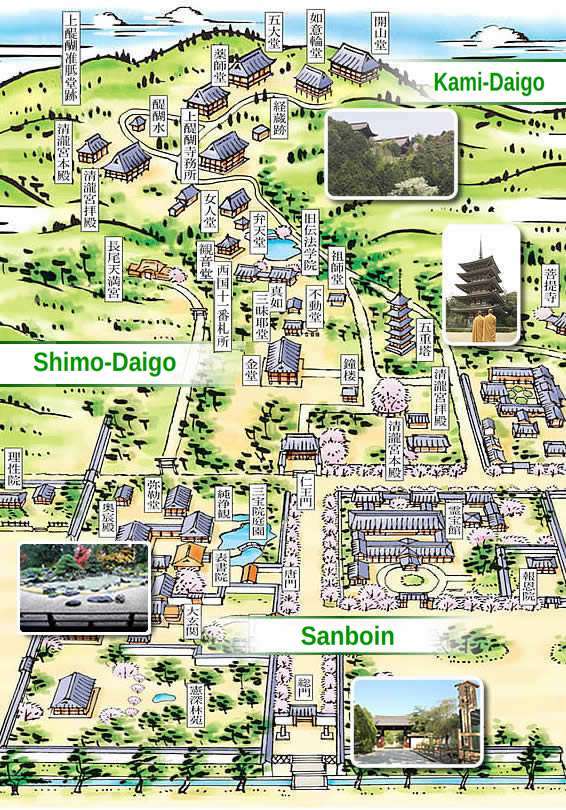 上醍醐准胝堂跡
五大堂
如意輪堂
開山堂
薬師堂
Kami-Daigo
醍醐水
上醍醐寺務所
経蔵跡
清瀧宮本殿
清瀧宮拝殿
女人堂
弁天堂
旧伝法学院
長尾天満宮
観音堂
西国十一番札所
祖師堂
菩提寺
真如
三昧耶堂
不動堂
五重塔
Shimo-Daigo
金堂
鐘楼
清瀧宮拝殿
清瀧宮本殿
理性院
弥勒堂
奥宸殿
純浄観
三宝院庭園
仁王門
霊宝館
表書院
唐門
報恩院
大玄関
Sanboin
憲深林苑
総門